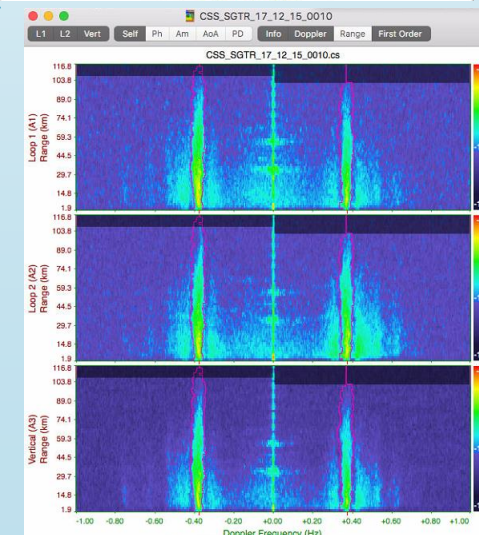 CSS_SGTR_17_12_15_0010
L1 L2 Vert Self Ph Am AoA PD Info Doppler Range First Order
CSS_SGTR_17_12_15_0010.cs
Loop 1 (A1)
Range (km)
116.8
103.8
89.0
74.1
59.3
44.5
29.7
14.8
1.9
Loop 2 (A2)
Range (km)
116.8
103.8
89.0
74.1
59.3
44.5
29.7
14.8
1.9
Vertical (A3)
Range (km)
116.8
103.8
89.0
74.1
59.3
44.5
29.7
14.8
1.9
-1.00 -0.80 -0.60 -0.40 -0.20 +0.00 +0.20 +0.40 +0.60 +0.80 +1.00
Doppler Frequency (Hz)